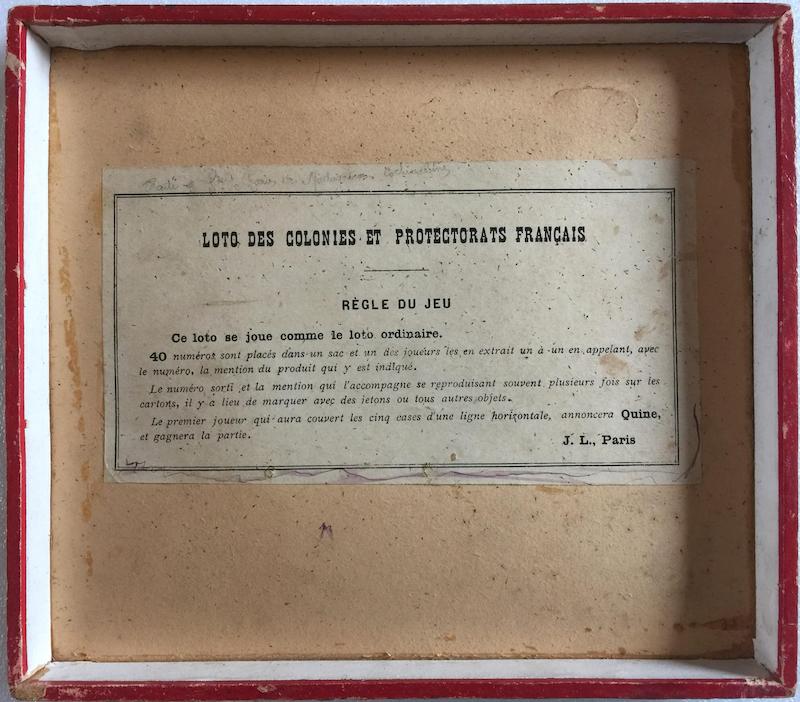 LOTO DES COLONIES ET PROTECTORATS FRANÇAIS
RÈGLE DU JEU
Ce loto se joue comme le loto ordinaire.
40 numéros sont placés dans un sac et un des joueurs les en extrait un à un en appelant, avec
le numéro, la mention du produit qui y est indiqué.
Le numéro sorti et la mention qui l'accompagne se reproduisant souvent plusieurs fois sur les
cartons, il y a lieu de marquer avec des jetons ou tous autres objets.
Le premier joueur qui aura couvert les cinq cases d'une ligne horizontale, annoncera Quine,
et gagnera la partie.
J. L., Paris